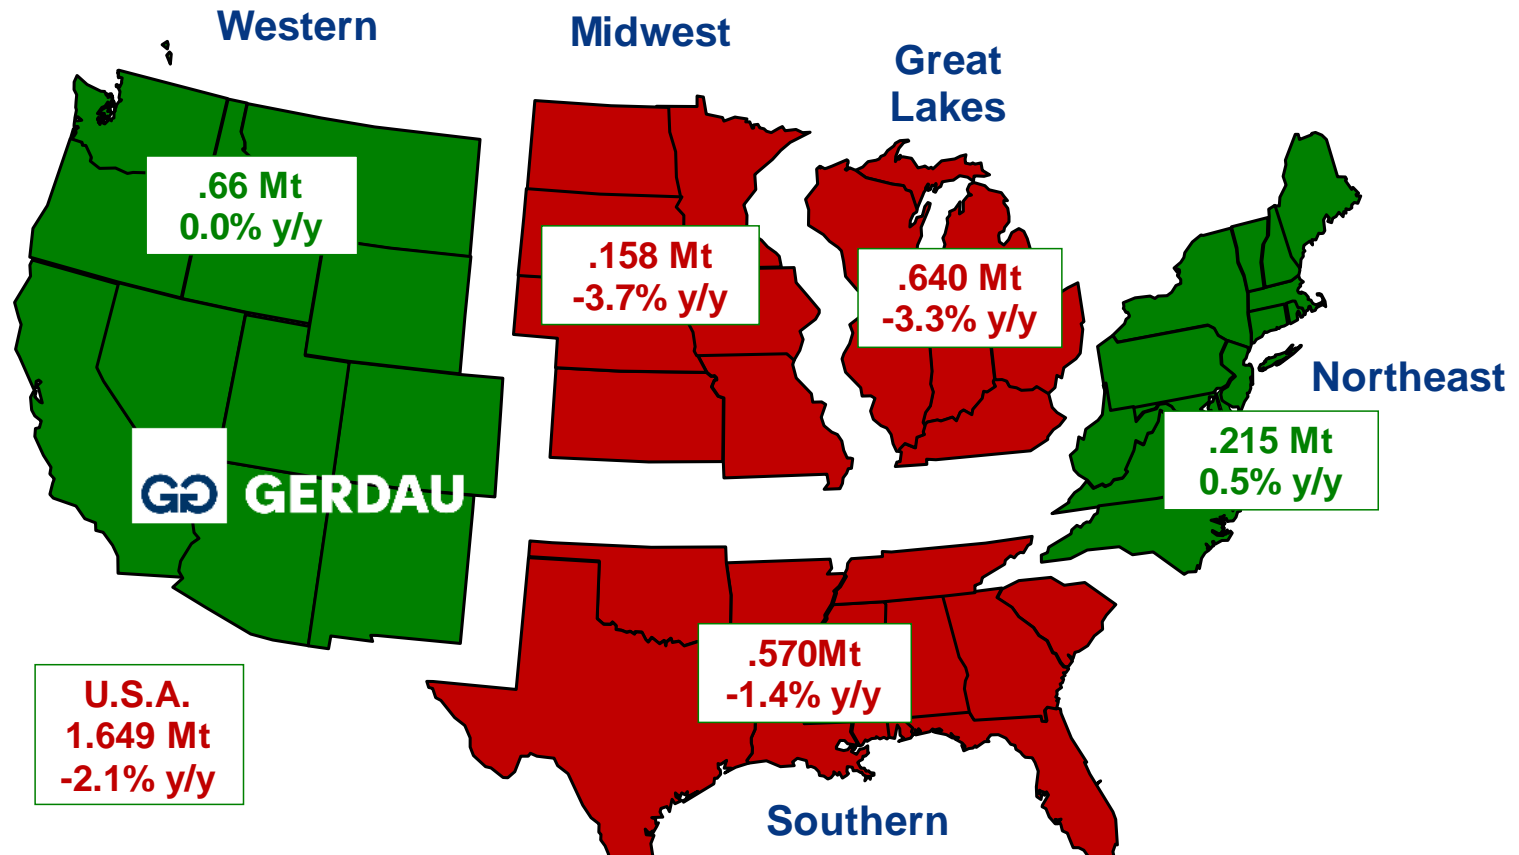 Western
Midwest
Great
Lakes
.66 Mt
0.0% y/y
.158 Mt
-3.7% y/y
.640 Mt
-3.3% y/y
Northeast
.215 Mt
0.5% y/y
GG GERDAU
.570Mt
-1.4% y/y
U.S.A.
1.649 Mt
-2.1% y/y
Southern